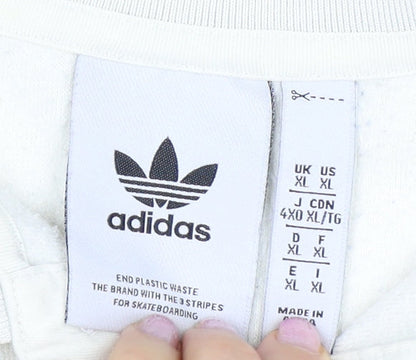 adidas
END PLASTIC WASTE
THE BRAND WITH THE 3 STRIPES
FOR SKATEBOARDING
UK US
XL XL
J CDN
4XO XL/TG
D F
XL XL
E I
XL XL
MADE IN